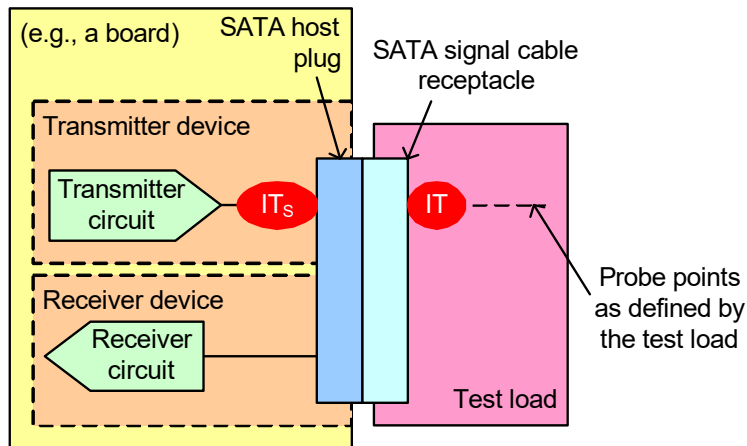 (e.g., a board)
SATA host
plug
SATA signal cable
receptacle
Transmitter device
Transmitter
circuit
ITS
IT
Receiver device
Receiver
circuit
Probe points
as defined by
the test load
Test load